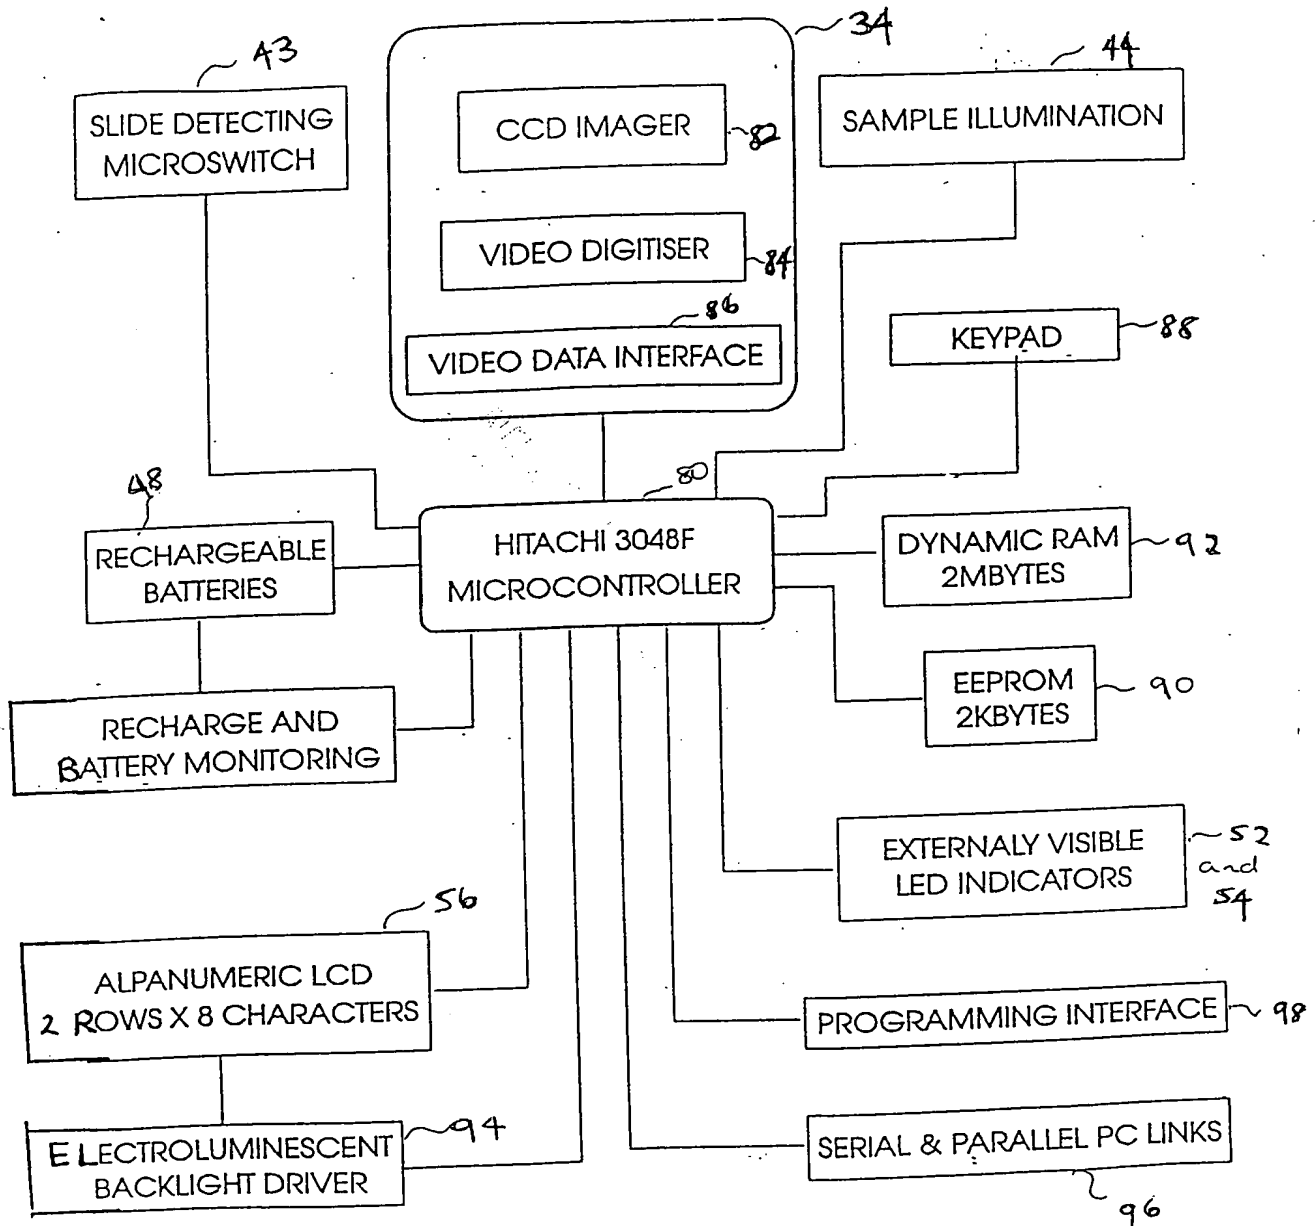 43
SLIDE DETECTING
MICROSWITCH
34
CCD IMAGER
82
VIDEO DIGITISER
84
86
VIDEO DATA INTERFACE
44
SAMPLE ILLUMINATION
KEYPAD
88
48
RECHARGEABLE
BATTERIES
80
HITACHI 3048F
MICROCONTROLLER
DYNAMIC RAM
2MBYTES
92
RECHARGE AND
BATTERY MONITORING
EEPROM
2KBYTES
90
EXTERNALY VISIBLE
LED INDICATORS
52
and
54
56
ALPANUMERIC LCD
2 ROWS X 8 CHARACTERS
PROGRAMMING INTERFACE
98
ELECTROLUMINESCENT
BACKLIGHT DRIVER
94
SERIAL & PARALLEL PC LINKS
96